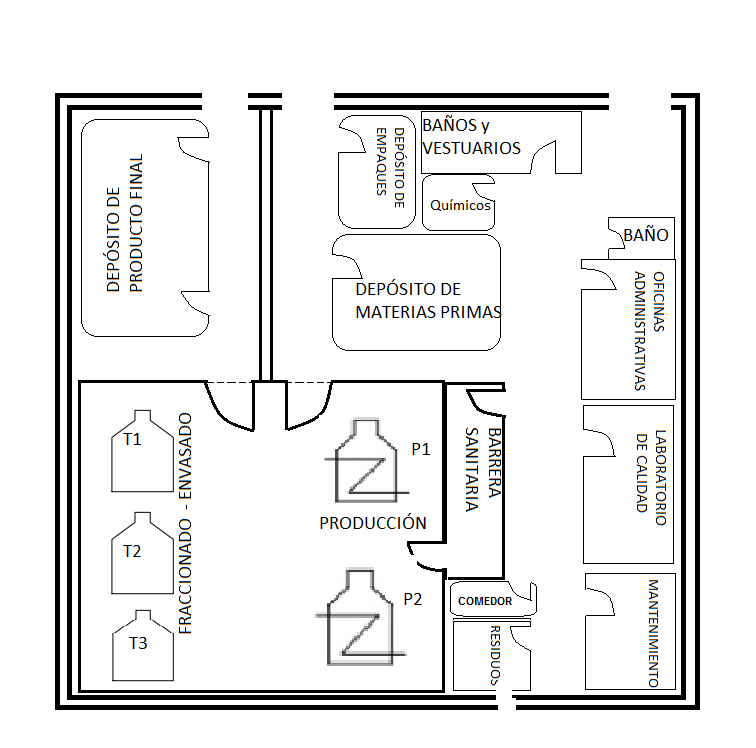 DEPÓSITO DE
PRODUCTO FINAL
DEPÓSITO DE
EMPAQUES
BAÑOS y
VESTUARIOS
Químicos
DEPÓSITO DE
MATERIAS PRIMAS
BAÑO
OFICINAS
ADMINISTRATIVAS
T1
T2
T3
FRACCIONADO - ENVASADO
P1
PRODUCCIÓN
P2
BARRERA
SANITARIA
LABORATORIO
DE CALIDAD
COMEDOR
RESIDUOS
MANTENIMIENTO